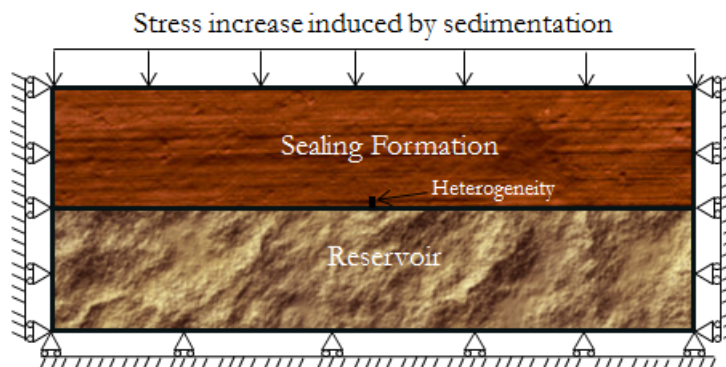 Stress increase induced by sedimentation
Sealing Formation
Heterogeneity
Reservoir